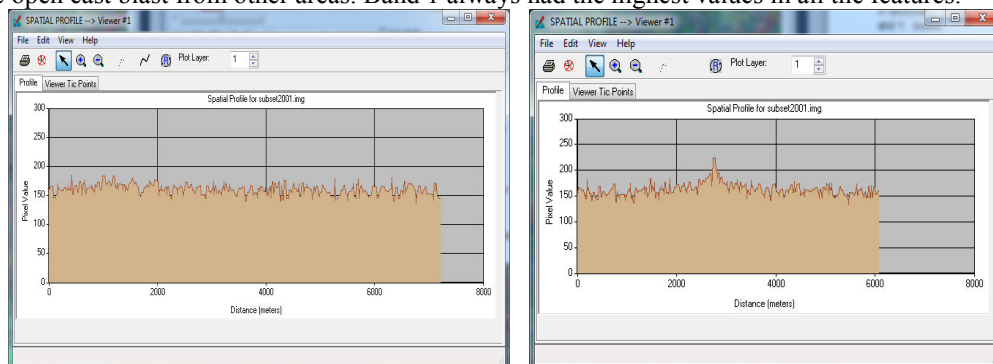 open cast blast from other areas. Band 1 always had the highest values in all the features.
SPATIAL PROFILE --> Viewer #1
File Edit View Help
Plot Layer: 1
Profile Viewer Tic Points
Spatial Profile for subset2001.img
300
250
200
150
100
50
0
Pixel Value
0 2000 4000 6000 8000
Distance (meters)
SPATIAL PROFILE --> Viewer #1
File Edit View Help
Plot Layer: 1
Profile Viewer Tic Points
Spatial Profile for subset2001.img
300
250
200
150
100
50
0
Pixel Value
0 2000 4000 6000 8000
Distance (meters)